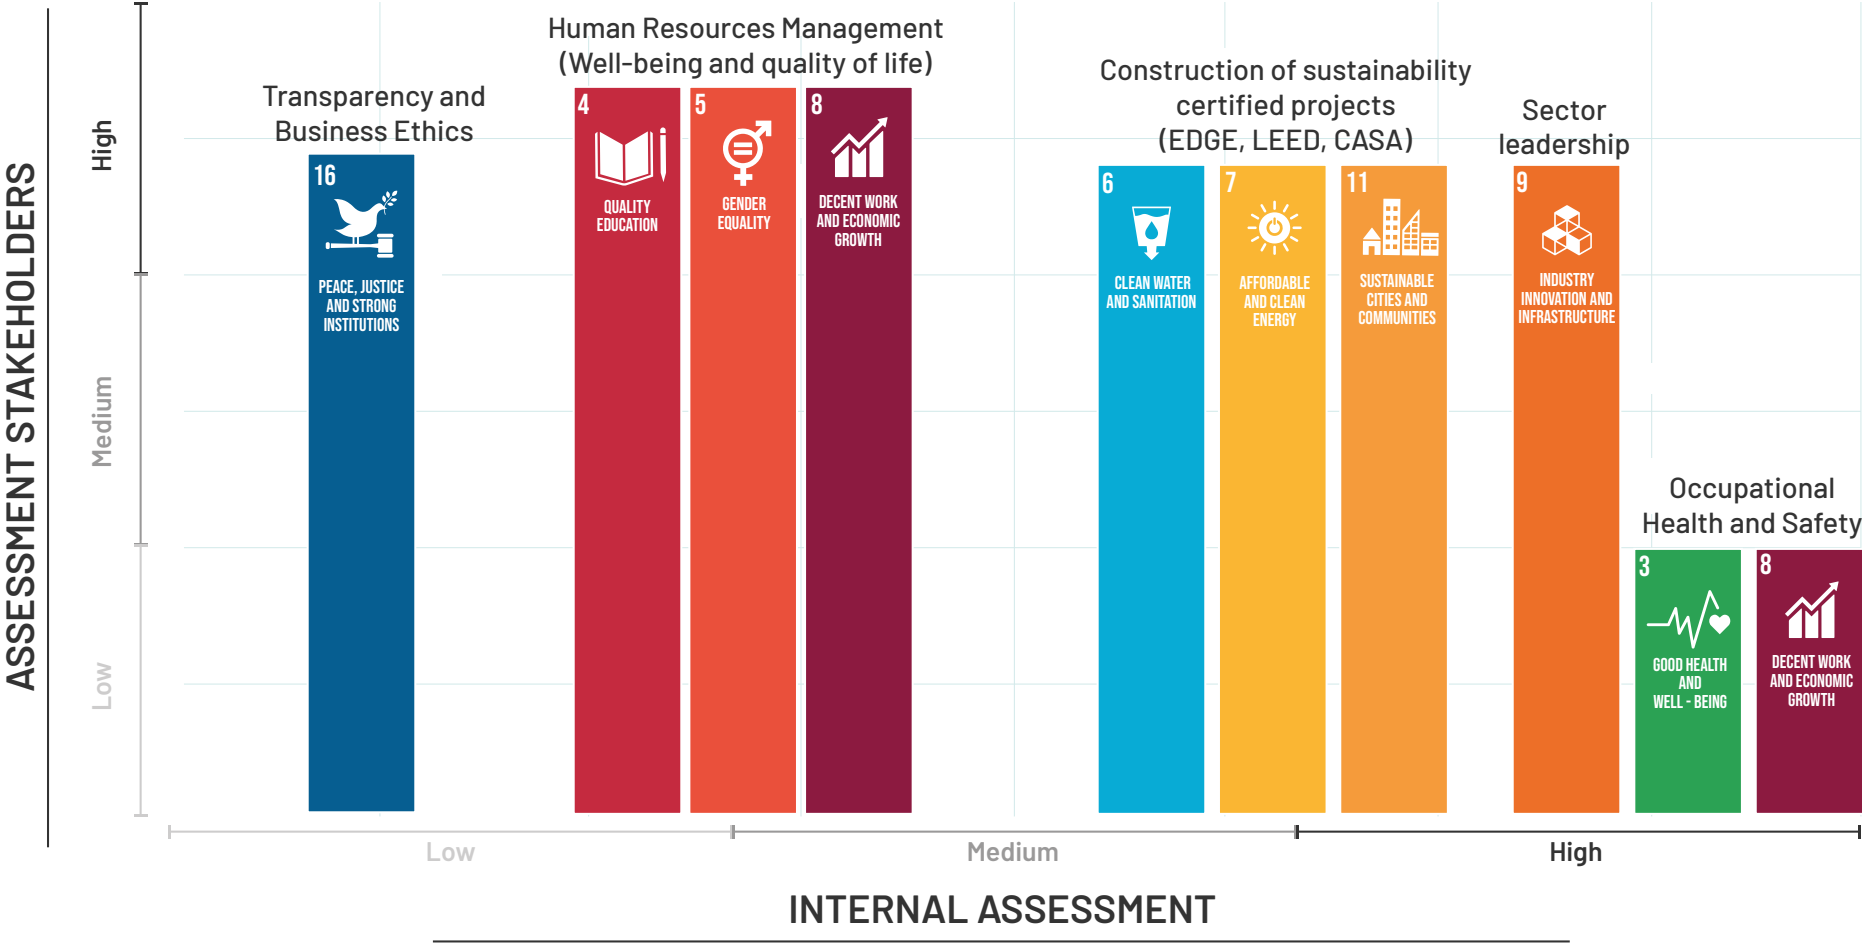 ASSESSMENT STAKEHOLDERS
High
Medium
Low
Transparency and
Business Ethics
16
PEACE, JUSTICE
AND STRONG
INSTITUTIONS
Human Resources Management
(Well-being and quality of life)
4
QUALITY
EDUCATION
5
GENDER
EQUALITY
8
DECENT WORK
AND ECONOMIC
GROWTH
Construction of sustainability
certified projects
(EDGE, LEED, CASA)
6
CLEAN WATER
AND SANITATION
7
AFFORDABLE
AND CLEAN
ENERGY
11
SUSTAINABLE
CITIES AND
COMMUNITIES
Sector
leadership
9
INDUSTRY
INNOVATION AND
INFRASTRUCTURE
Occupational
Health and Safety
3
GOOD HEALTH
AND
WELL - BEING
8
DECENT WORK
AND ECONOMIC
GROWTH
Low
Medium
High
INTERNAL ASSESSMENT